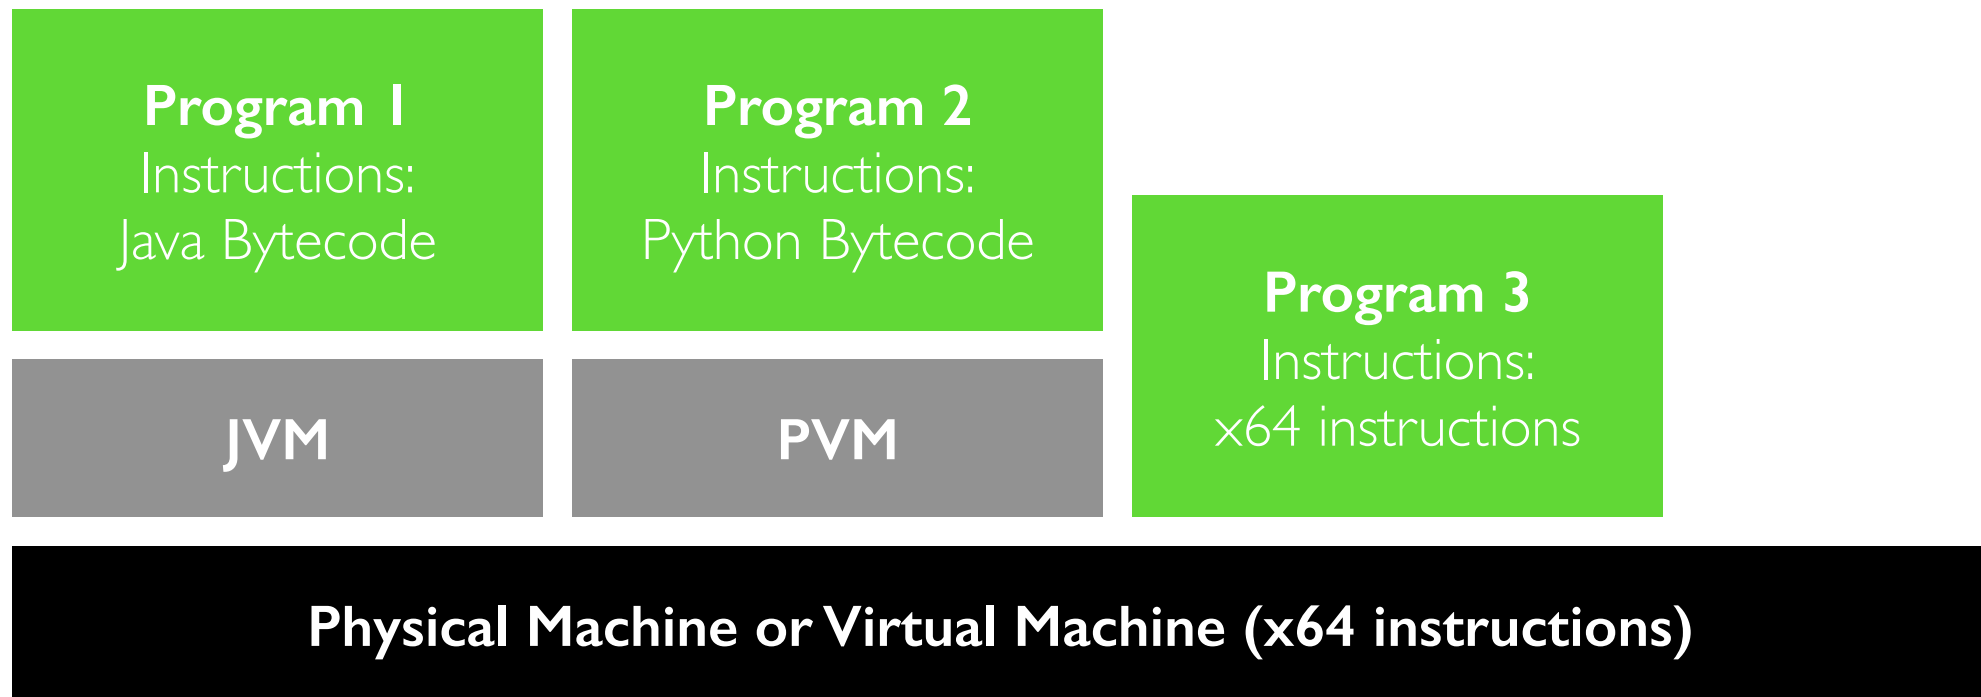 Program 1
Instructions:
Java Bytecode
Program 2
Instructions:
Python Bytecode
Program 3
Instructions:
x64 instructions
JVM
PVM
Physical Machine or Virtual Machine (x64 instructions)